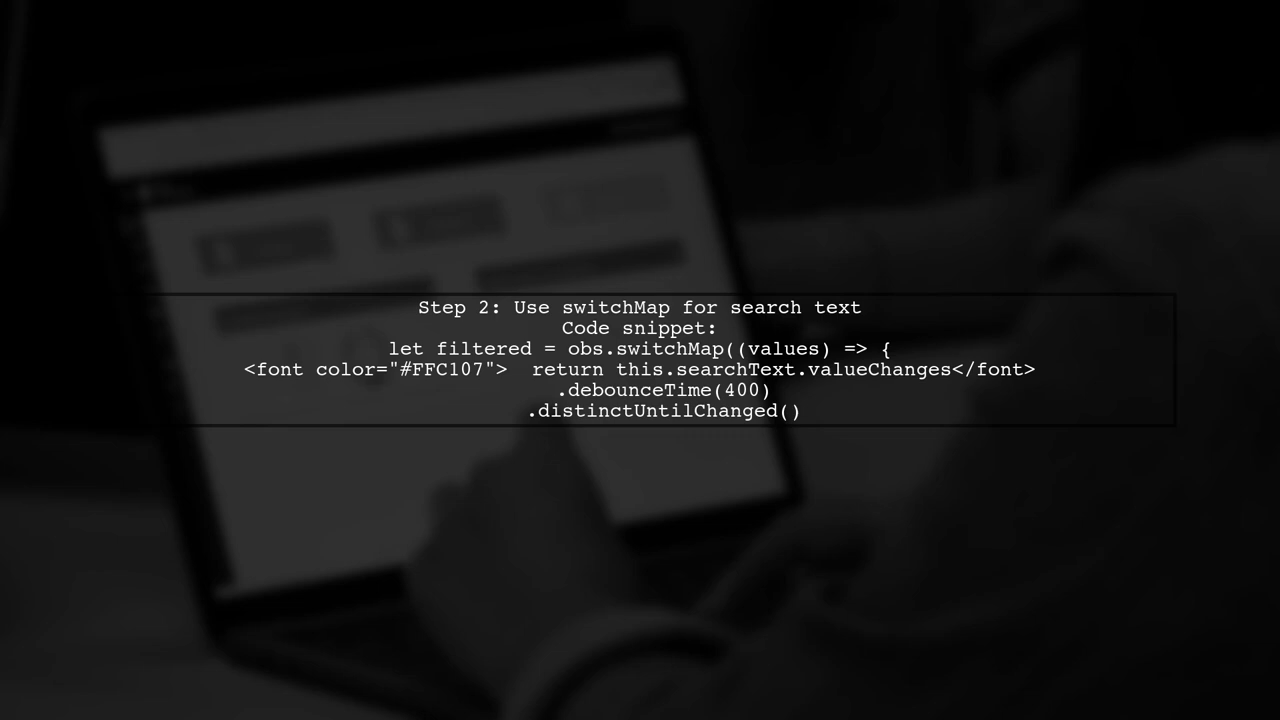 Step 2: Use switchMap for search text
Code snippet:
let filtered = obs.switchMap((values) => {
<font color="#FFC107">  return this.searchText.valueChanges</font>
.debounceTime(400)
.distinctUntilChanged()